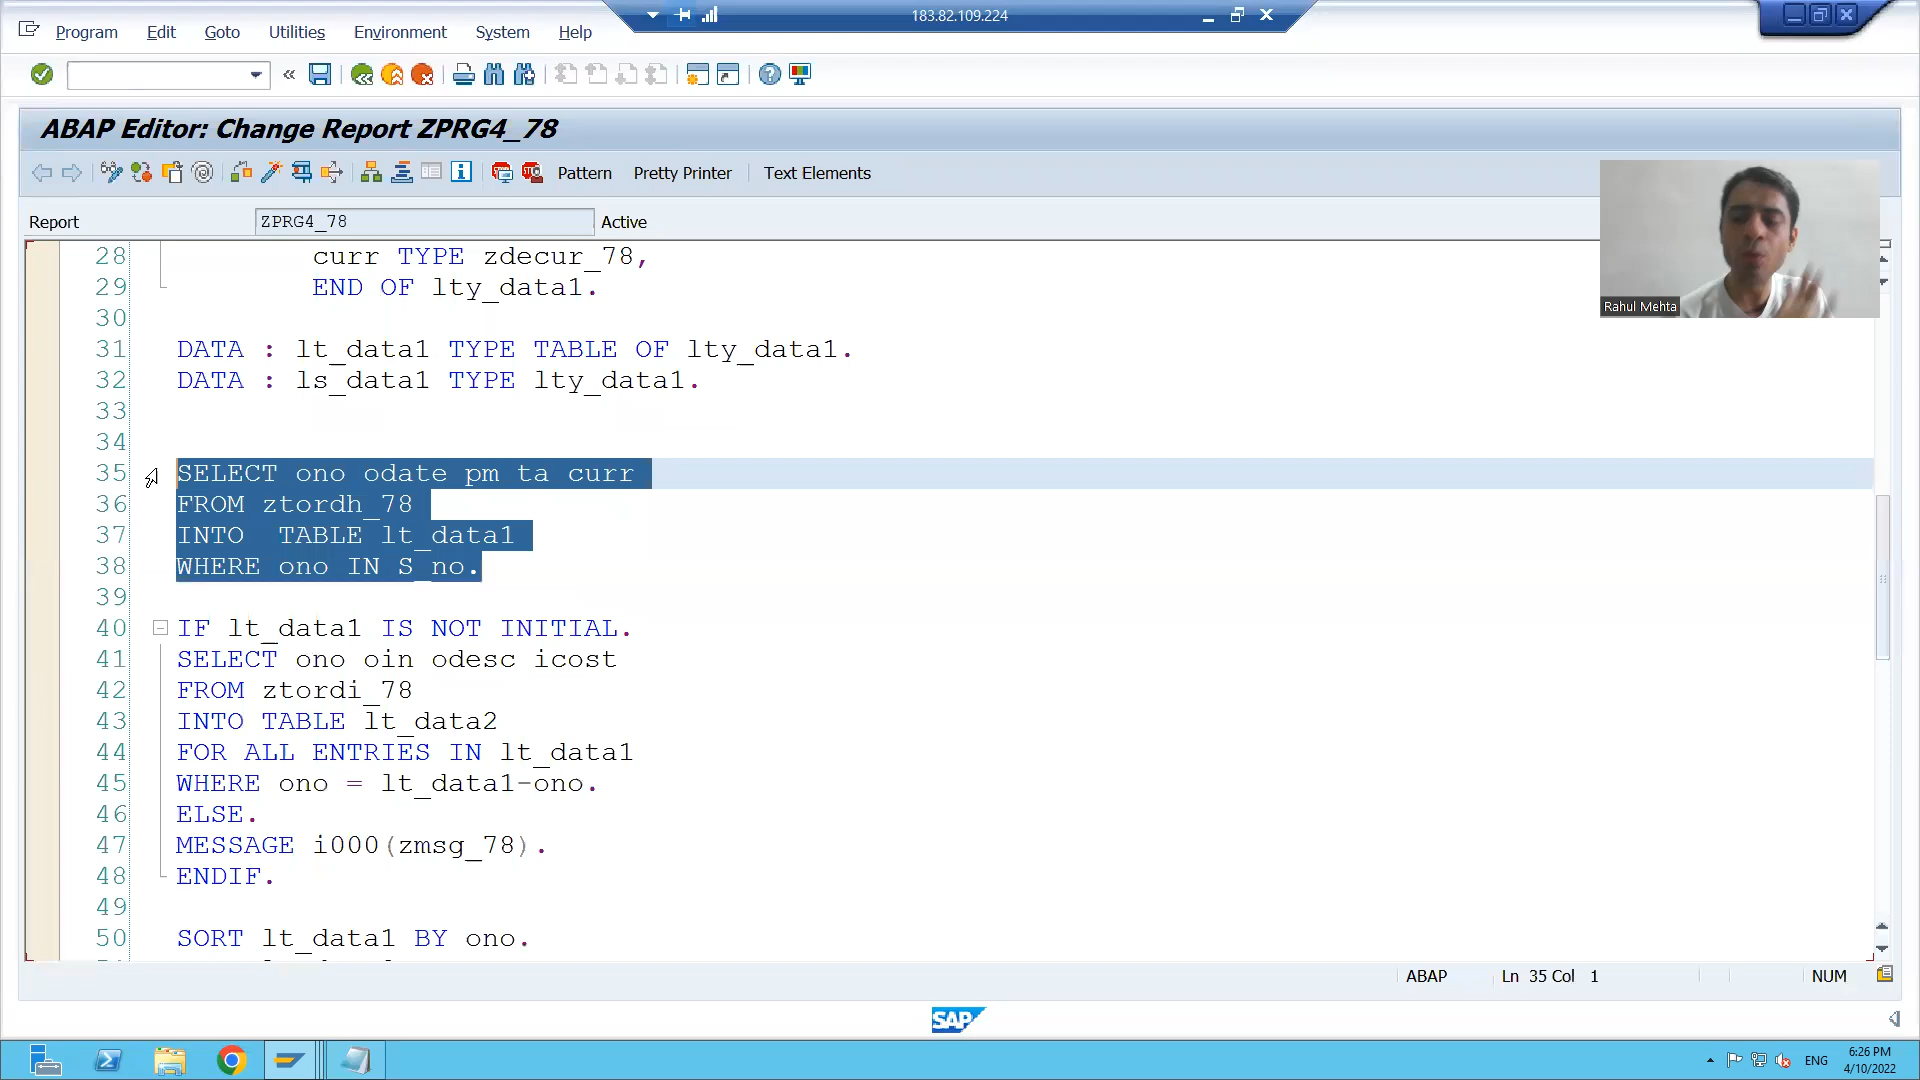 183.82.109.224
Program Edit Goto Utilities Environment System Help
ABAP Editor: Change Report ZPRG4_78
Pattern Pretty Printer Text Elements
Report ZPRG4_78 Active
28 curr TYPE zdecur_78,
29 END OF lty_data1.
30
31 DATA : lt_data1 TYPE TABLE OF lty_data1.
32 DATA : ls_data1 TYPE lty_data1.
33
34
35 SELECT ono odate pm ta curr
36 FROM ztordh_78
37 INTO  TABLE lt_data1
38 WHERE ono IN S_no.
39
40 IF lt_data1 IS NOT INITIAL.
41 SELECT ono oin odesc icost
42 FROM ztordi_78
43 INTO TABLE lt_data2
44 FOR ALL ENTRIES IN lt_data1
45 WHERE ono = lt_data1-ono.
46 ELSE.
47 MESSAGE i000(zmsg_78).
48 ENDIF.
49
50 SORT lt_data1 BY ono.
Rahul Mehta
ABAP Ln 35 Col 1 NUM
SAP
ENG
6:26 PM
4/10/2022